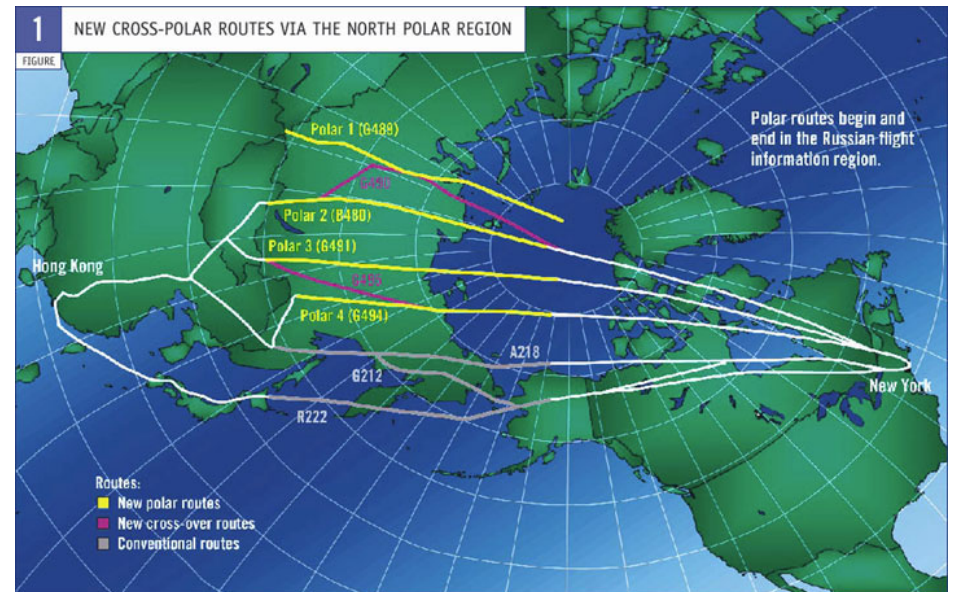 1
FIGURE
NEW CROSS-POLAR ROUTES VIA THE NORTH POLAR REGION
Polar routes begin and
end in the Russian flight
information region.
Polar 1 (G489)
G490
Polar 2 (B480)
Polar 3 (G491)
Hong Kong
Polar 4 (G494)
A218
G212
New York
R222
Routes:
New polar routes
New cross-over routes
Conventional routes